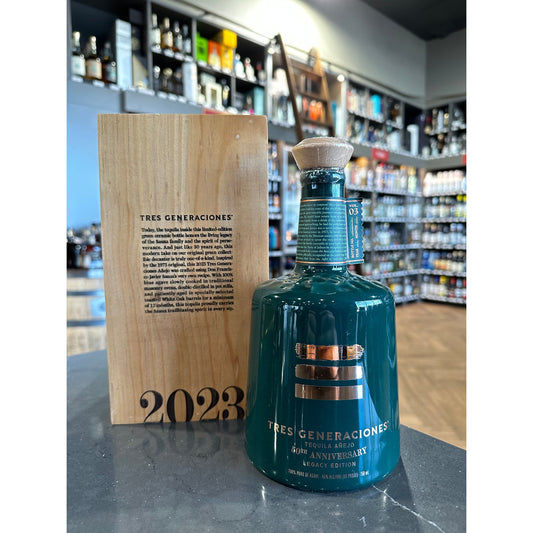 TRES GENERACIONES
Today, the tequila inside this limited-edition
green ceramic bottle honors the living legacy
of the Sauza family and the spirit of perse-
verance. And just like 50 years ago, this
modern take on our original green collect-
ible decanter is truly one-of-a-kind. Inspired
by the 1973 original, this 2023 Tres Genera-
ciones Añejo was crafted using Don Francis-
co Javier Sauza's own recipe. With 100%
blue agave slowly cooked in traditional
masonry ovens, double-distilled in pot stills,
and patiently aged in specially-selected
toasted White Oak barrels for a minimum
of 12 months, this tequila proudly carries
the Sauza trailblazing spirit in every sip.
2023
03
TRES GENERACIONES
TEQUILA AÑEJO
50TH ANNIVERSARY
LEGACY EDITION
750 ML